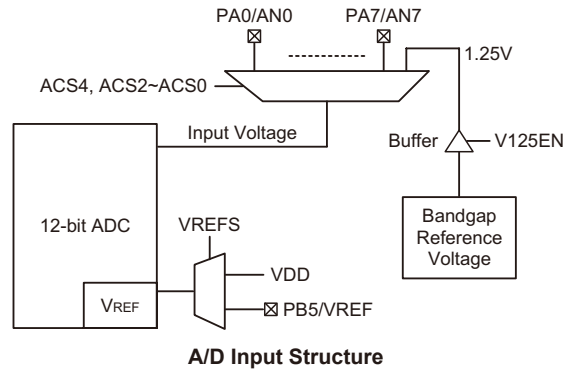 PA0/AN0
PA7/AN7
1.25V
ACS4, ACS2~ACS0
Input Voltage
Buffer
V125EN
12-bit ADC
VREFS
Bandgap
Reference
Voltage
VDD
VREF
PB5/VREF
A/D Input Structure